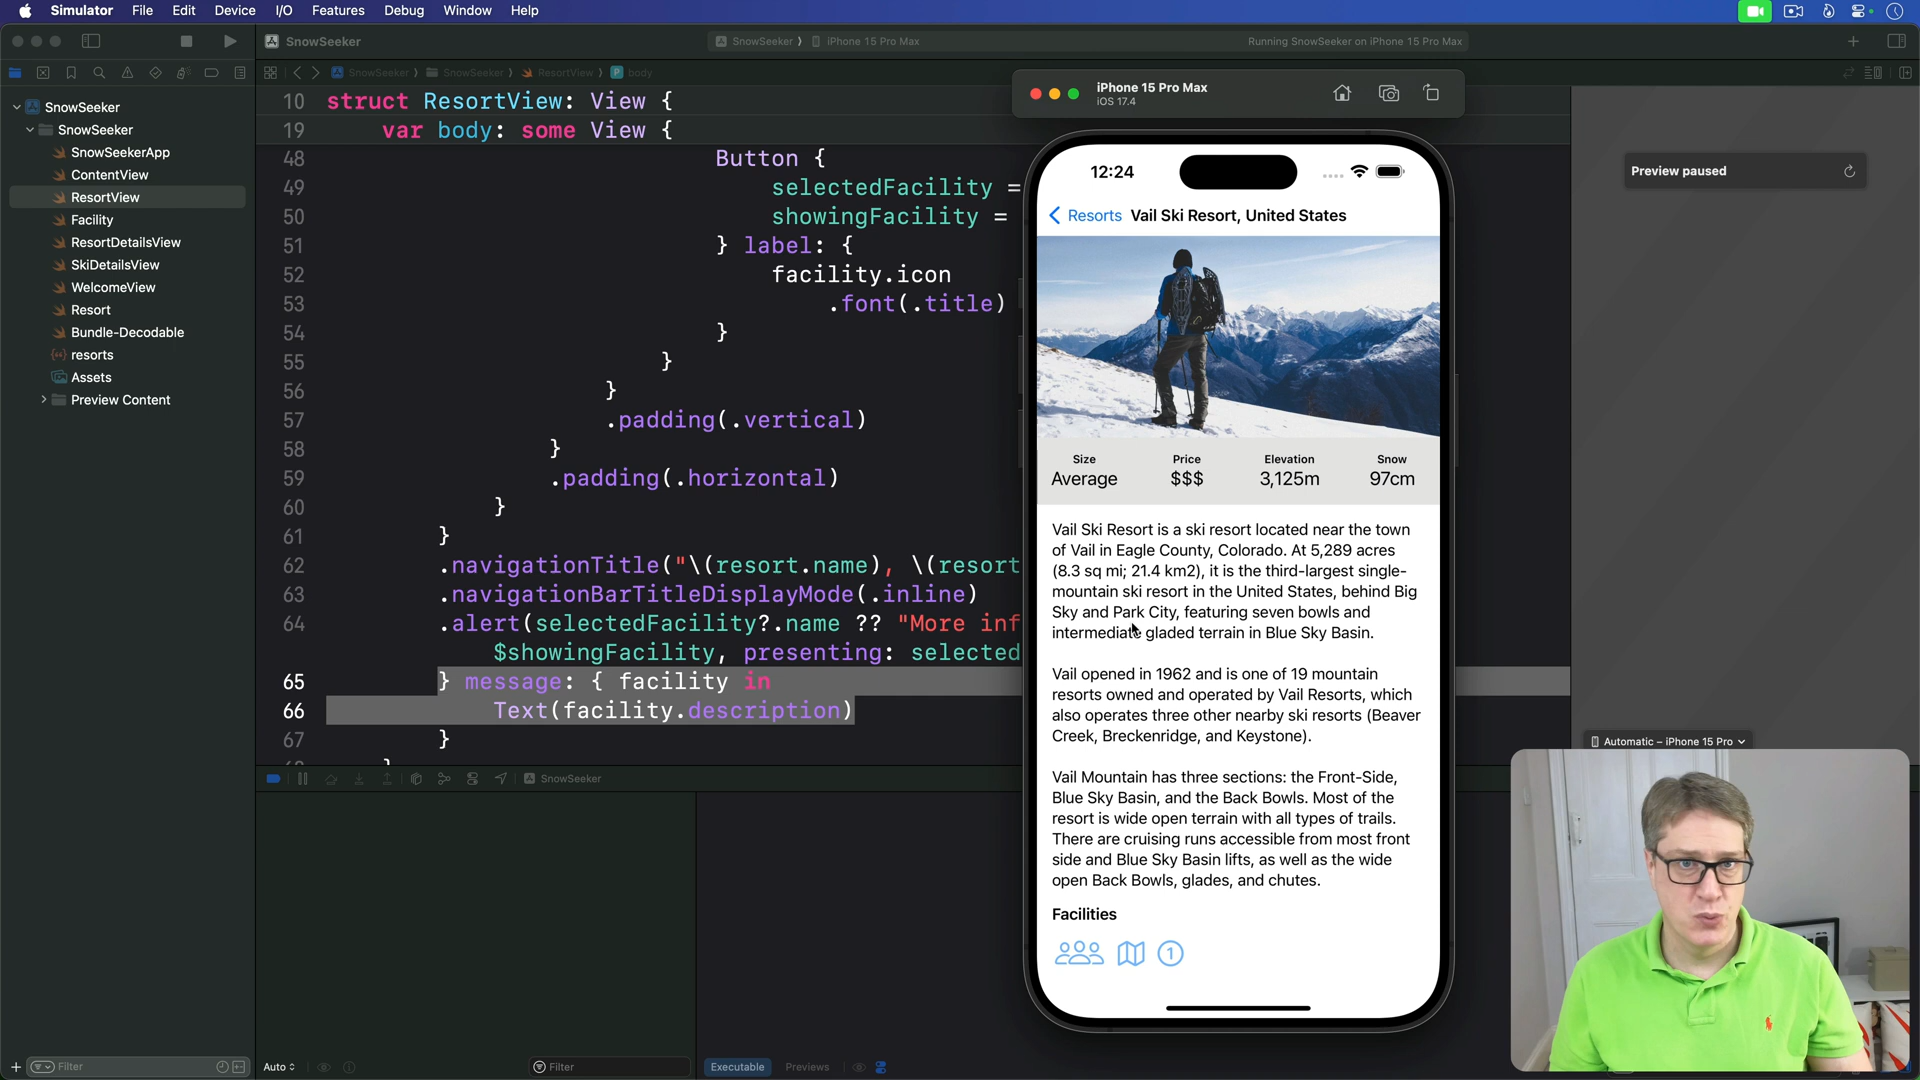 Simulator File Edit Device I/O Features Debug Window Help
SnowSeeker
SnowSeeker iPhone 15 Pro Max
Running SnowSeeker on iPhone 15 Pro Max
SnowSeeker SnowSeeker ResortView body
SnowSeeker
SnowSeeker
SnowSeekerApp
ContentView
ResortView
Facility
ResortDetailsView
SkiDetailsView
WelcomeView
Resort
Bundle-Decodable
resorts
Assets
Preview Content
Filter
10 struct ResortView: View {
19 var body: some View {
48 Button {
49 selectedFacility =
50 showingFacility =
51 } label: {
52 facility.icon
53 .font(.title)
54 }
55 }
56 }
57 .padding(.vertical)
58 }
59 .padding(.horizontal)
60 }
61 }
62 .navigationTitle("\(resort.name), \(resort
63 .navigationBarTitleDisplayMode(.inline)
64 .alert(selectedFacility?.name ?? "More inf
$showingFacility, presenting: selected
65 } message: { facility in
66 Text(facility.description)
67 }
SnowSeeker
Auto
Filter
Executable Previews
iPhone 15 Pro Max
iOS 17.4
12:24
Resorts Vail Ski Resort, United States
Size Price Elevation Snow
Average $$$ 3,125m 97cm
Vail Ski Resort is a ski resort located near the town
of Vail in Eagle County, Colorado. At 5,289 acres
(8.3 sq mi; 21.4 km2), it is the third-largest single-
mountain ski resort in the United States, behind Big
Sky and Park City, featuring seven bowls and
intermediate gladed terrain in Blue Sky Basin.
Vail opened in 1962 and is one of 19 mountain
resorts owned and operated by Vail Resorts, which
also operates three other nearby ski resorts (Beaver
Creek, Breckenridge, and Keystone).
Vail Mountain has three sections: the Front-Side,
Blue Sky Basin, and the Back Bowls. Most of the
resort is wide open terrain with all types of trails.
There are cruising runs accessible from most front
side and Blue Sky Basin lifts, as well as the wide
open Back Bowls, glades, and chutes.
Facilities
1
Preview paused
Automatic – iPhone 15 Pro